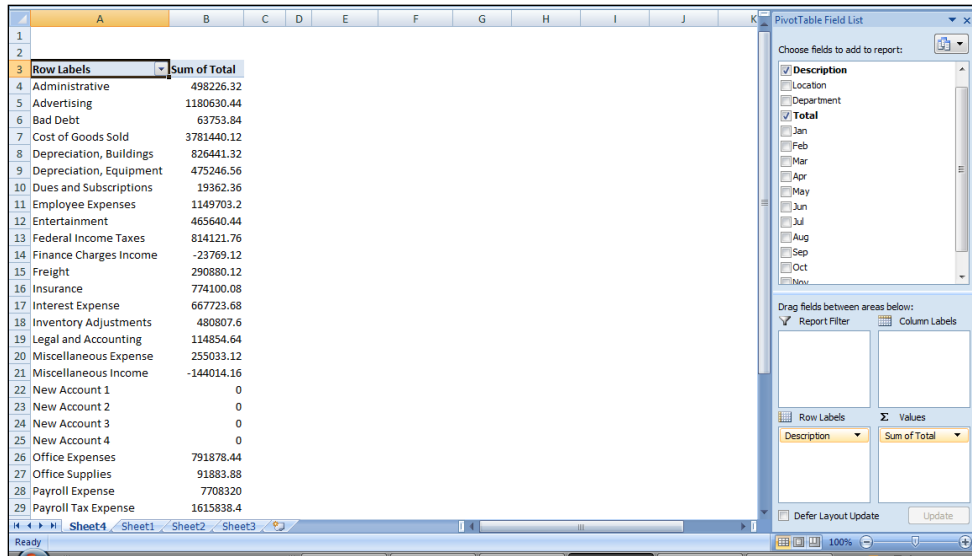 A B C D E F G H I J K
PivotTable Field List
1
2
Choose fields to add to report:
3 Row Labels Sum of Total
4 Administrative 498226.32
5 Advertising 1180630.44
6 Bad Debt 63753.84
7 Cost of Goods Sold 3781440.12
8 Depreciation, Buildings 826441.32
9 Depreciation, Equipment 475246.56
10 Dues and Subscriptions 19362.36
11 Employee Expenses 1149703.2
12 Entertainment 465640.44
13 Federal Income Taxes 814121.76
14 Finance Charges Income -23769.12
15 Freight 290880.12
16 Insurance 774100.08
17 Interest Expense 667723.68
18 Inventory Adjustments 480807.6
19 Legal and Accounting 114854.64
20 Miscellaneous Expense 255033.12
21 Miscellaneous Income -144014.16
22 New Account 1 0
23 New Account 2 0
24 New Account 3 0
25 New Account 4 0
26 Office Expenses 791878.44
27 Office Supplies 91883.88
28 Payroll Expense 7708320
29 Payroll Tax Expense 1615838.4
Sheet4 Sheet1 Sheet2 Sheet3
Ready
Description
Location
Department
Total
Jan
Feb
Mar
Apr
May
Jun
Jul
Aug
Sep
Oct
Nov
Drag fields between areas below:
Report Filter Column Labels
Row Labels Σ Values
Description Sum of Total
Defer Layout Update Update
100%